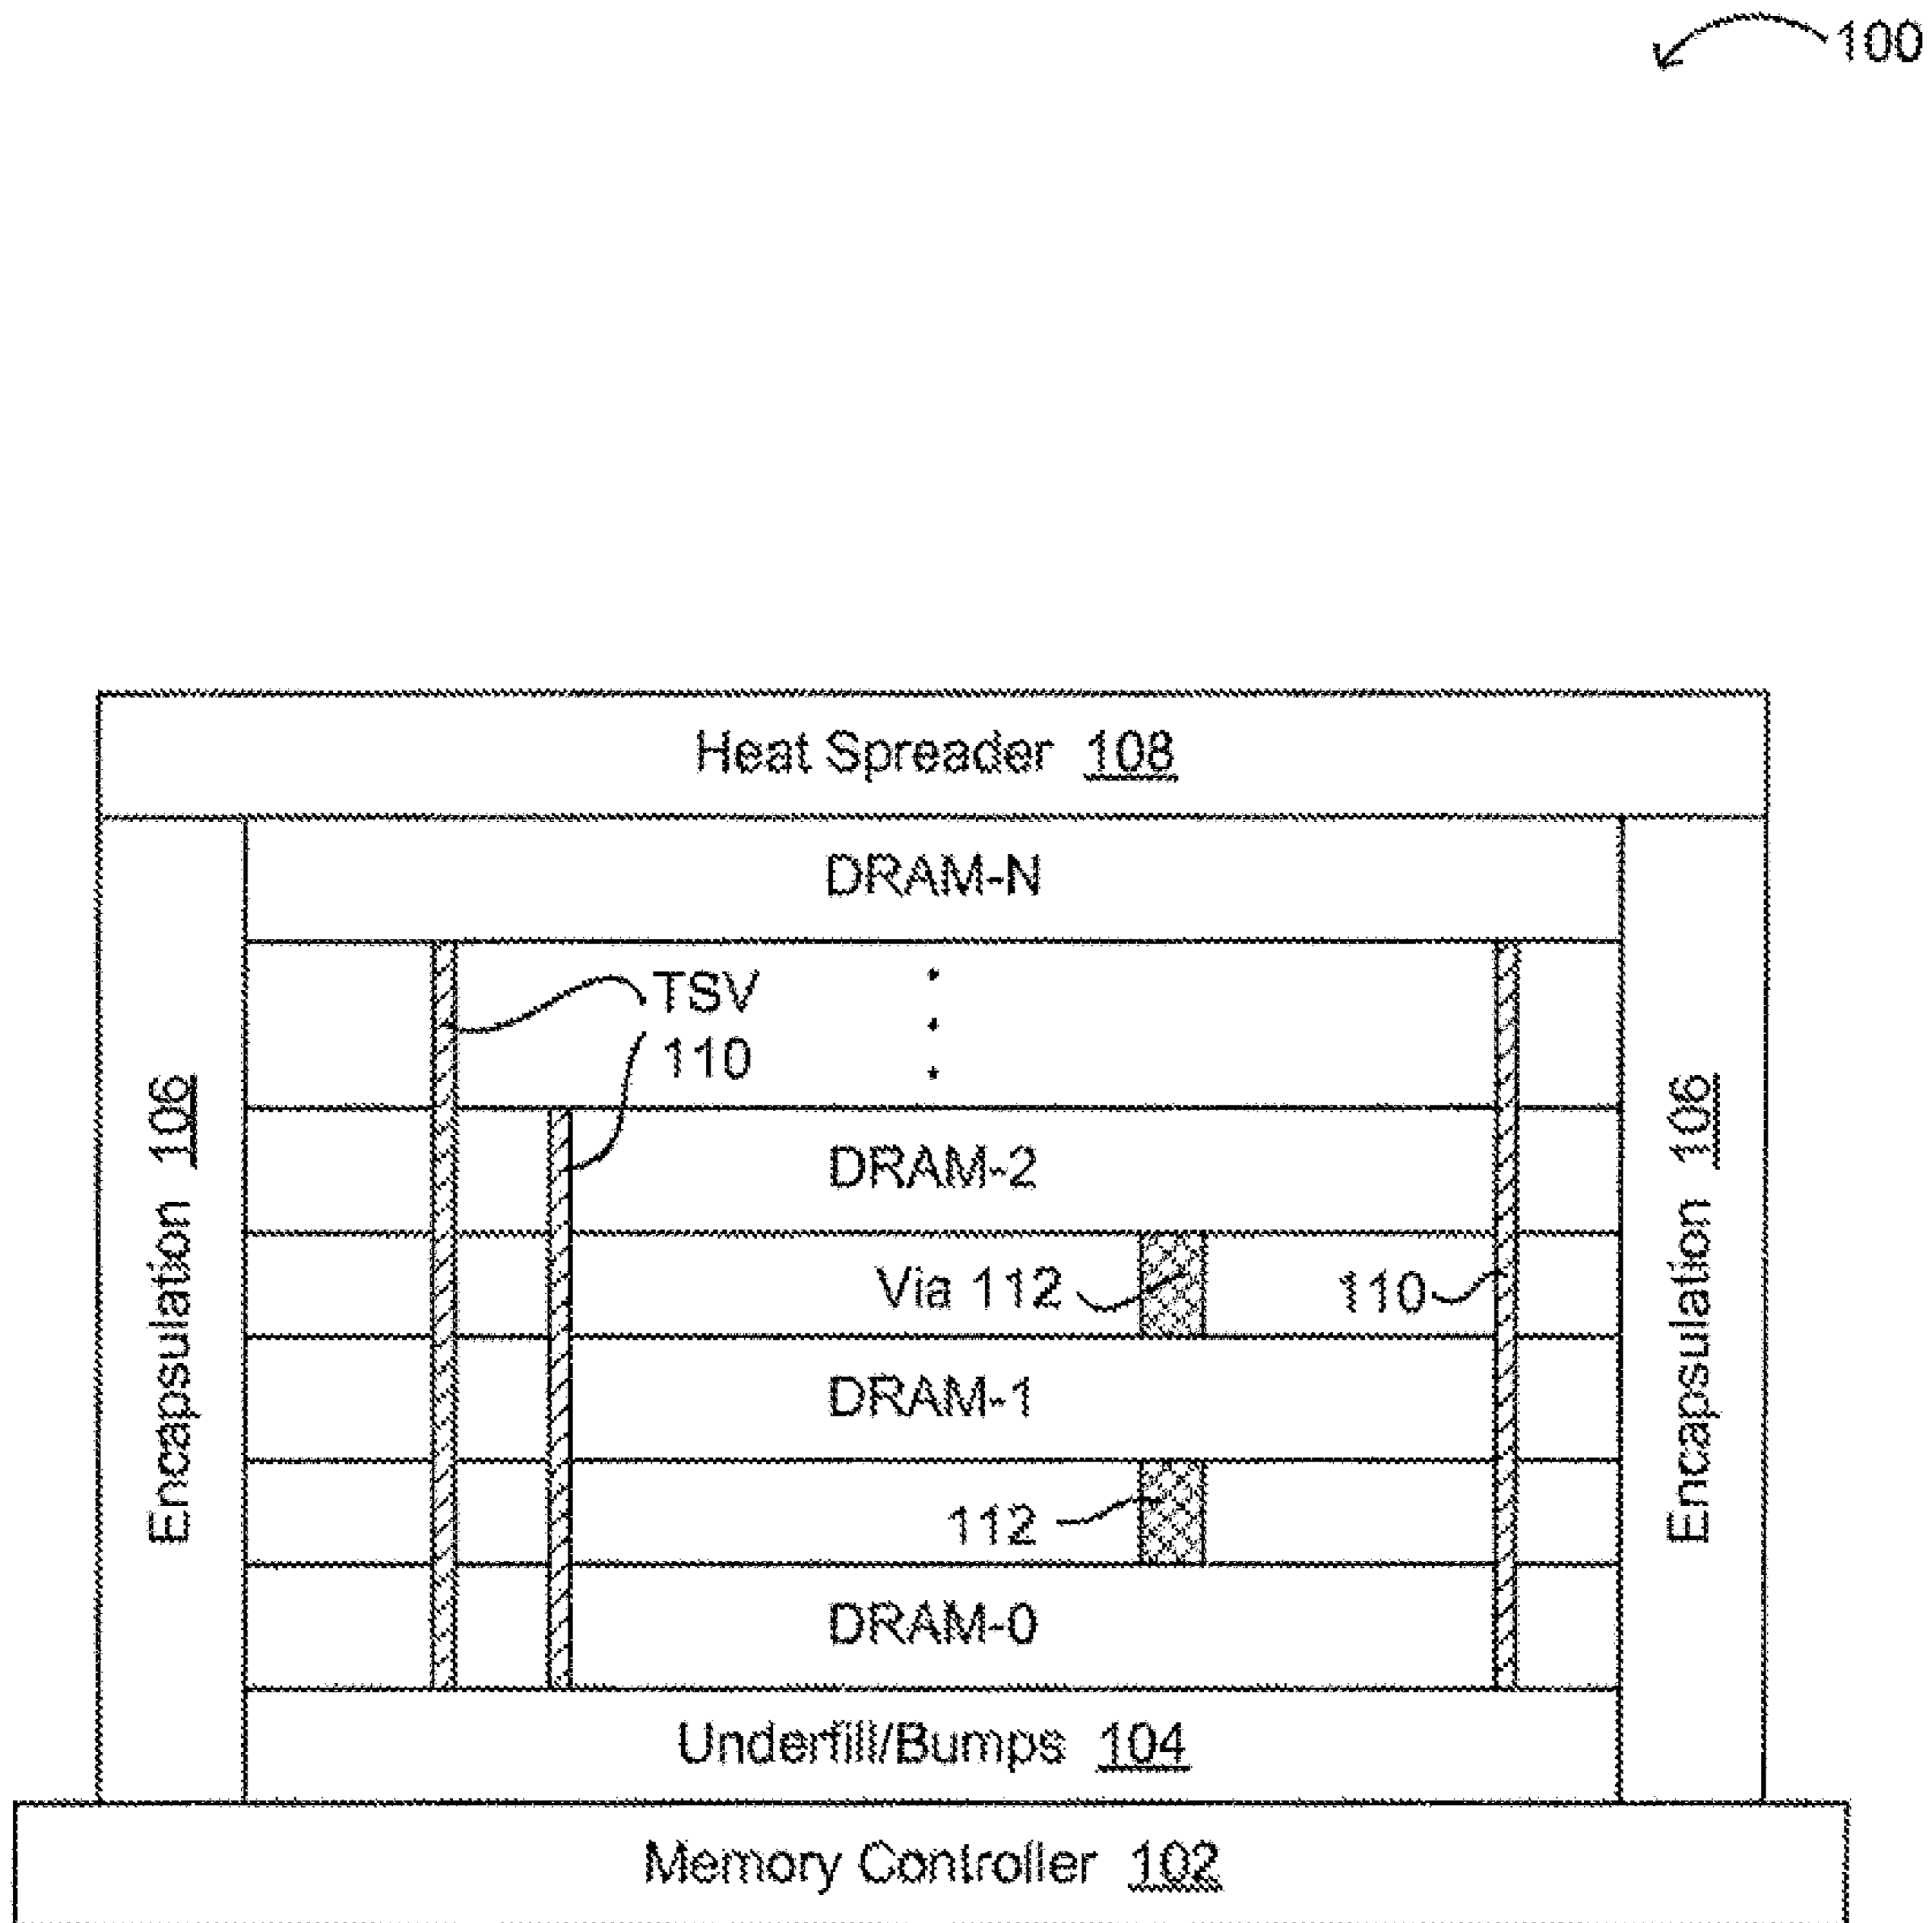 100
Heat Spreader 108
DRAM-N
TSV
110
Encapsulation 106
Encapsulation 106
DRAM-2
Via 112
110
DRAM-1
112
DRAM-0
Underfill/Bumps 104
Memory Controller 102